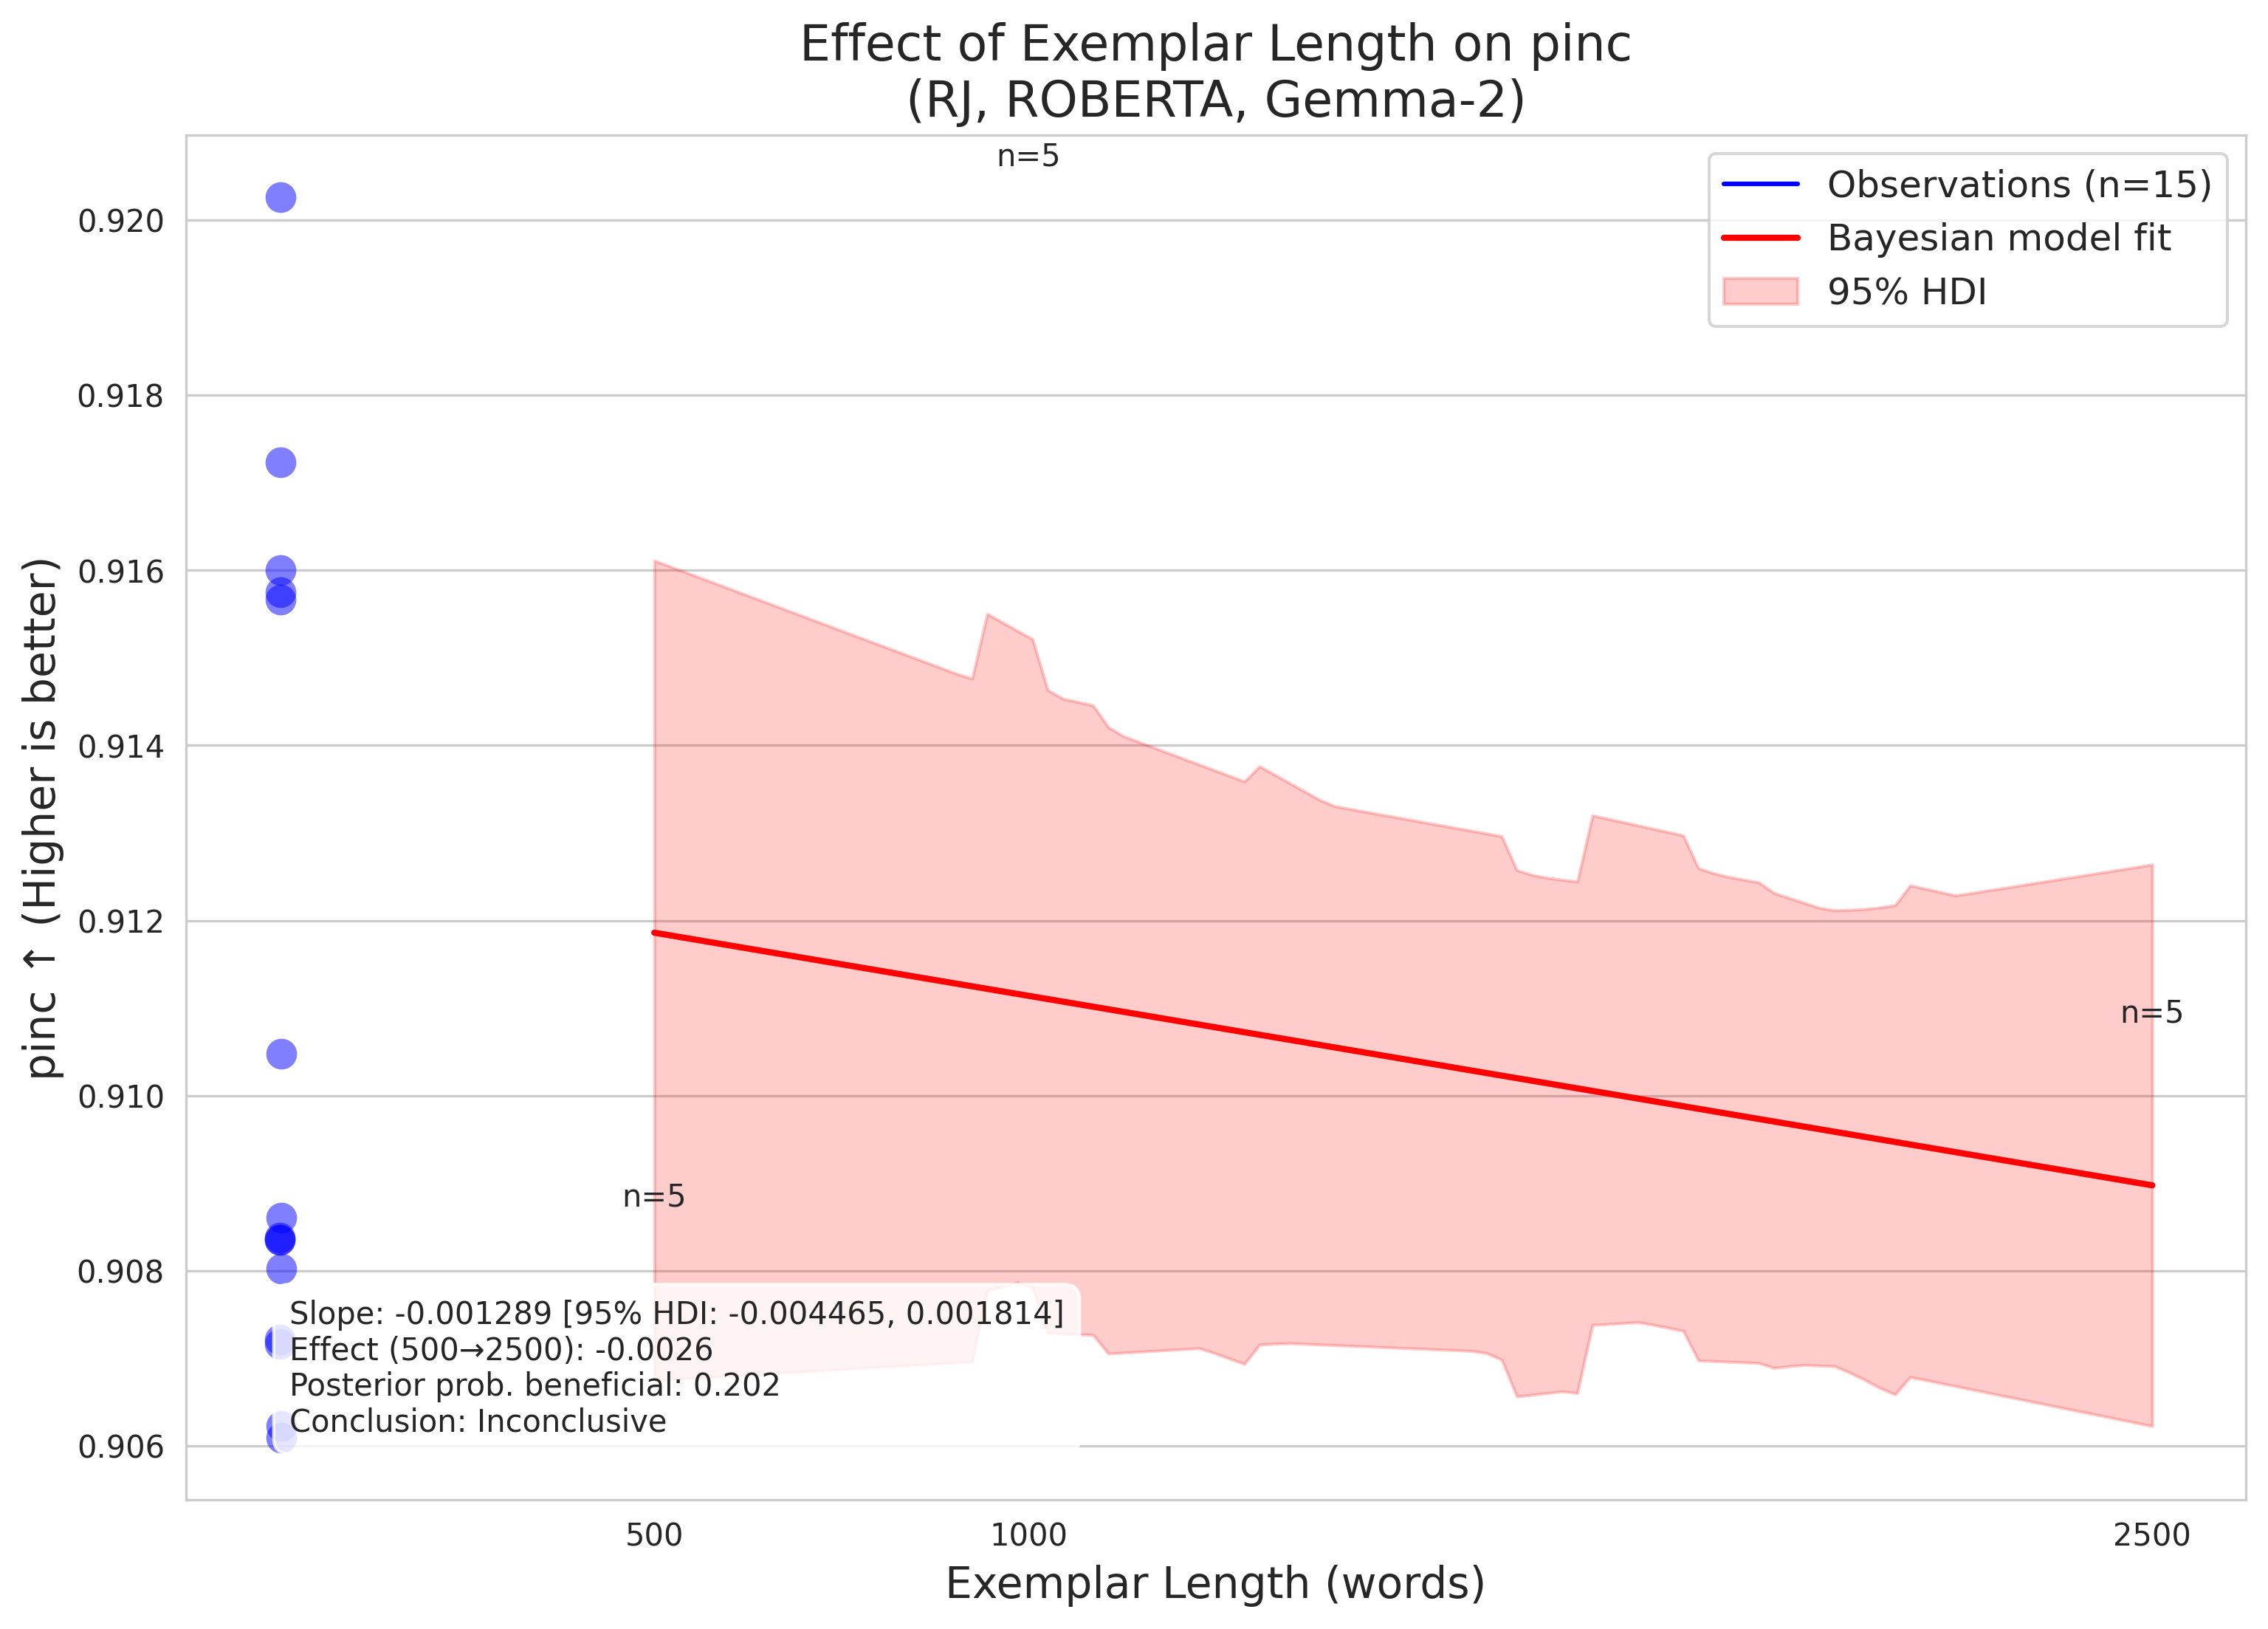 Effect of Exemplar Length on pinc
(RJ, ROBERTA, Gemma-2)
n=5
Observations (n=15)
Bayesian model fit
95% HDI
0.920
0.918
0.916
0.914
0.912
0.910
0.908
0.906
pinc ↑ (Higher is better)
n=5
n=5
Slope: -0.001289 [95% HDI: -0.004465, 0.001814]
Effect (500→2500): -0.0026
Posterior prob. beneficial: 0.202
Conclusion: Inconclusive
500
1000
2500
Exemplar Length (words)